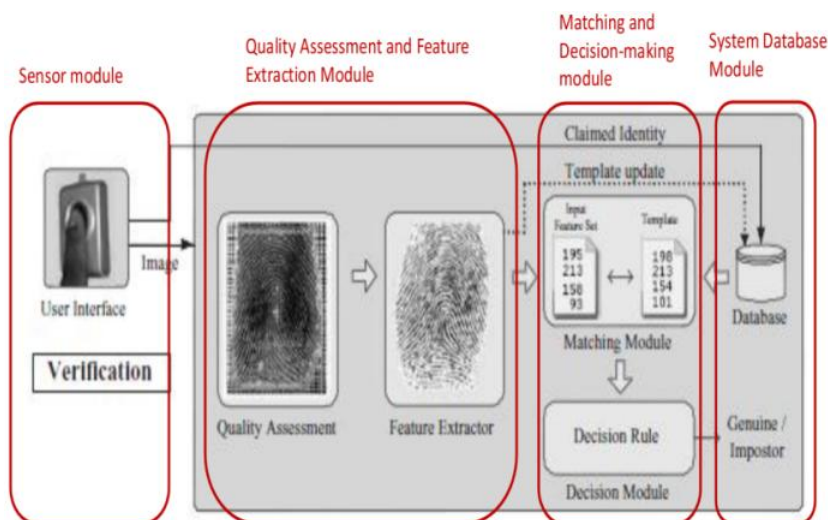 Matching and
Decision-making
module
System Database
Module
Quality Assessment and Feature
Extraction Module
Sensor module
Claimed Identity
Template update
Input
Feature Set
Template
195
213
158
93
198
213
154
101
Image
User Interface
Database
Matching Module
Verification
Quality Assessment
Feature Extractor
Decision Rule
Genuine /
Impostor
Decision Module